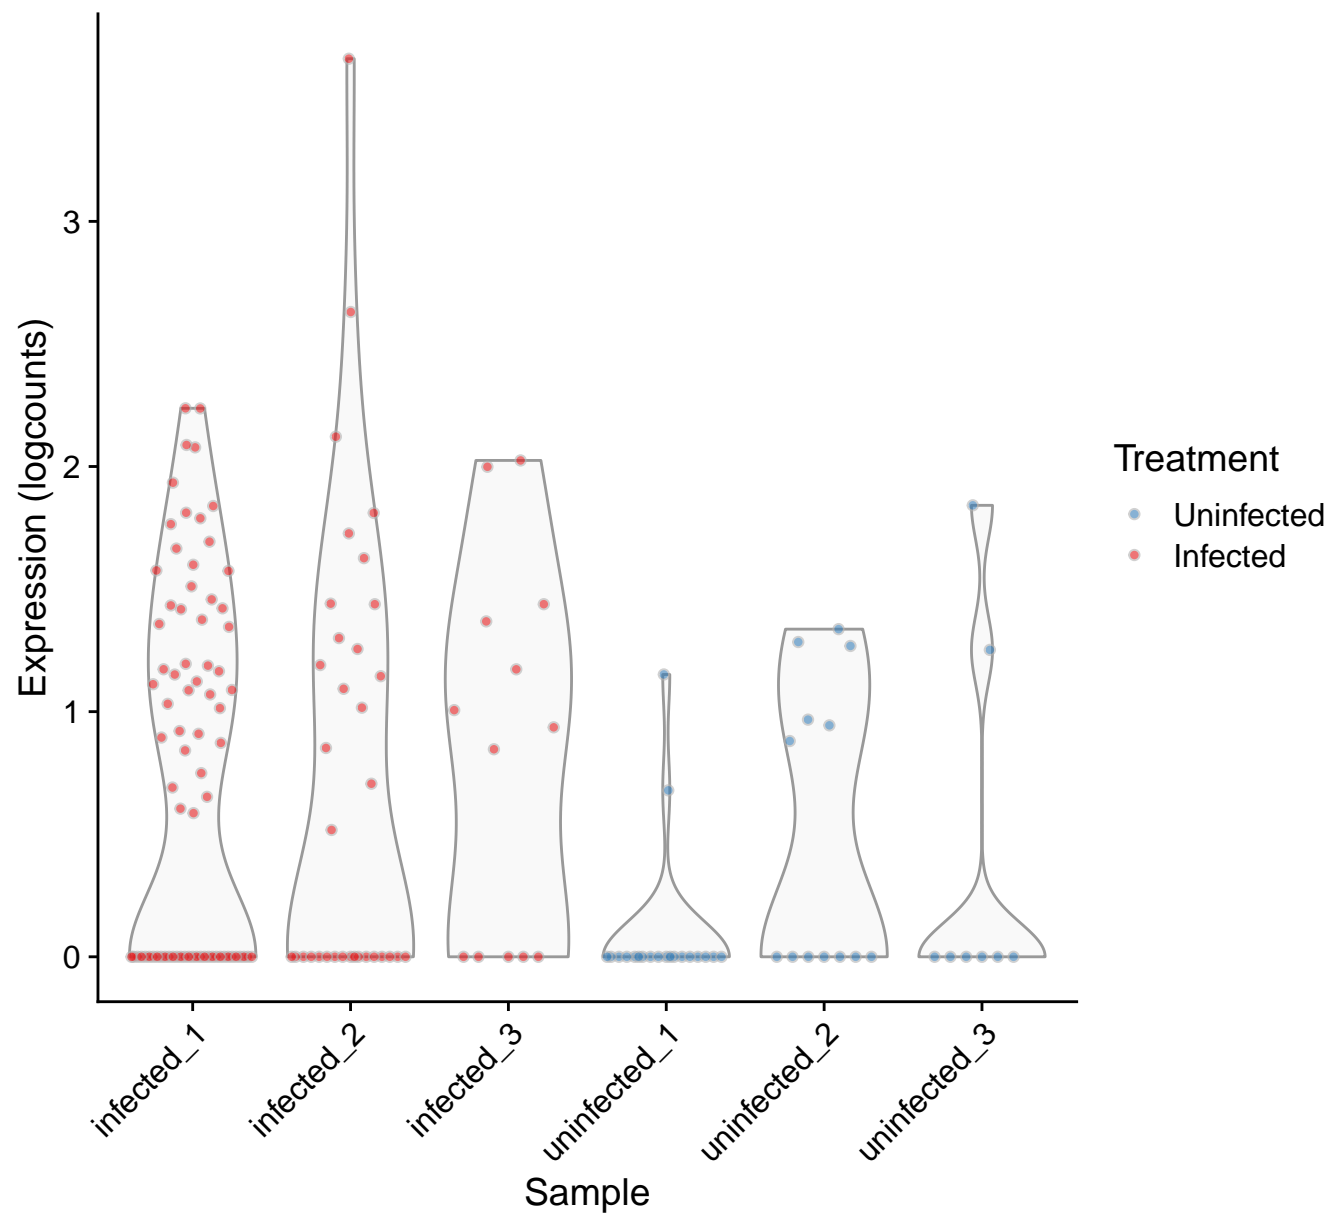 Expression (logcounts)
3
2
1
0
infected_1
infected_2
infected_3
uninfected_1
uninfected_2
uninfected_3
Sample
Treatment
Uninfected
Infected